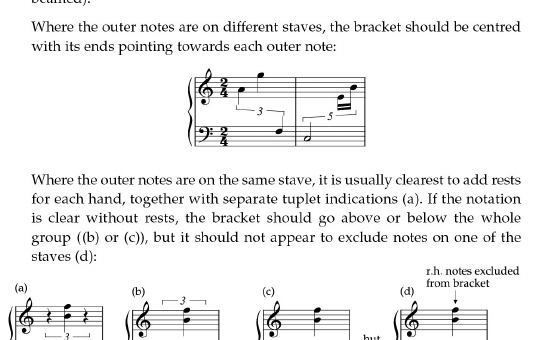 beamed).
Where the outer notes are on different staves, the bracket should be centred
with its ends pointing towards each outer note:
3
5
Where the outer notes are on the same stave, it is usually clearest to add rests
for each hand, together with separate tuplet indications (a). If the notation
is clear without rests, the bracket should go above or below the whole
group ((b) or (c)), but it should not appear to exclude notes on one of the
staves (d):
r.h. notes excluded
from bracket
(a) (b) (c) (d)
3
3
but